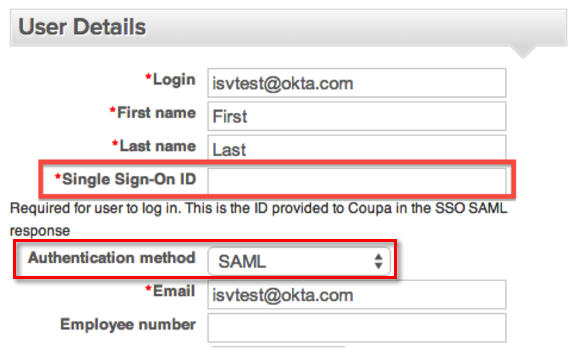 User Details
*Login isvtest@okta.com
*First name First
*Last name Last
*Single Sign-On ID
Required for user to log in. This is the ID provided to Coupa in the SSO SAML
response
Authentication method SAML
*Email isvtest@okta.com
Employee number